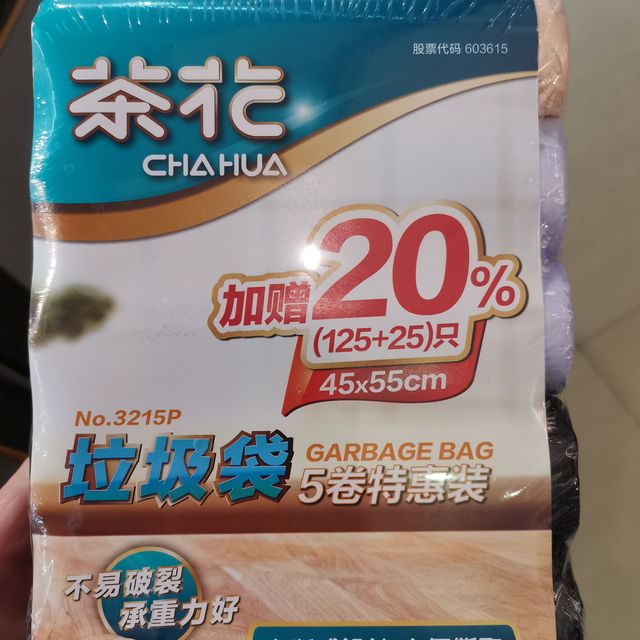 股票代码 603615
茶花
CHAHUA
加赠20%
(125+25)只
45x55cm
No.3215P
垃圾袋
GARBAGE BAG
5卷特惠装
不易破裂
承重力好